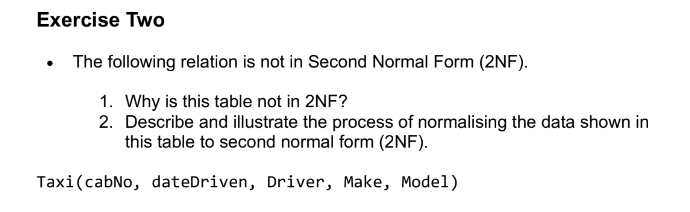 Exercise Two
• The following relation is not in Second Normal Form (2NF).
1. Why is this table not in 2NF?
2. Describe and illustrate the process of normalising the data shown in
this table to second normal form (2NF).
Taxi(cabNo, dateDriven, Driver, Make, Model)